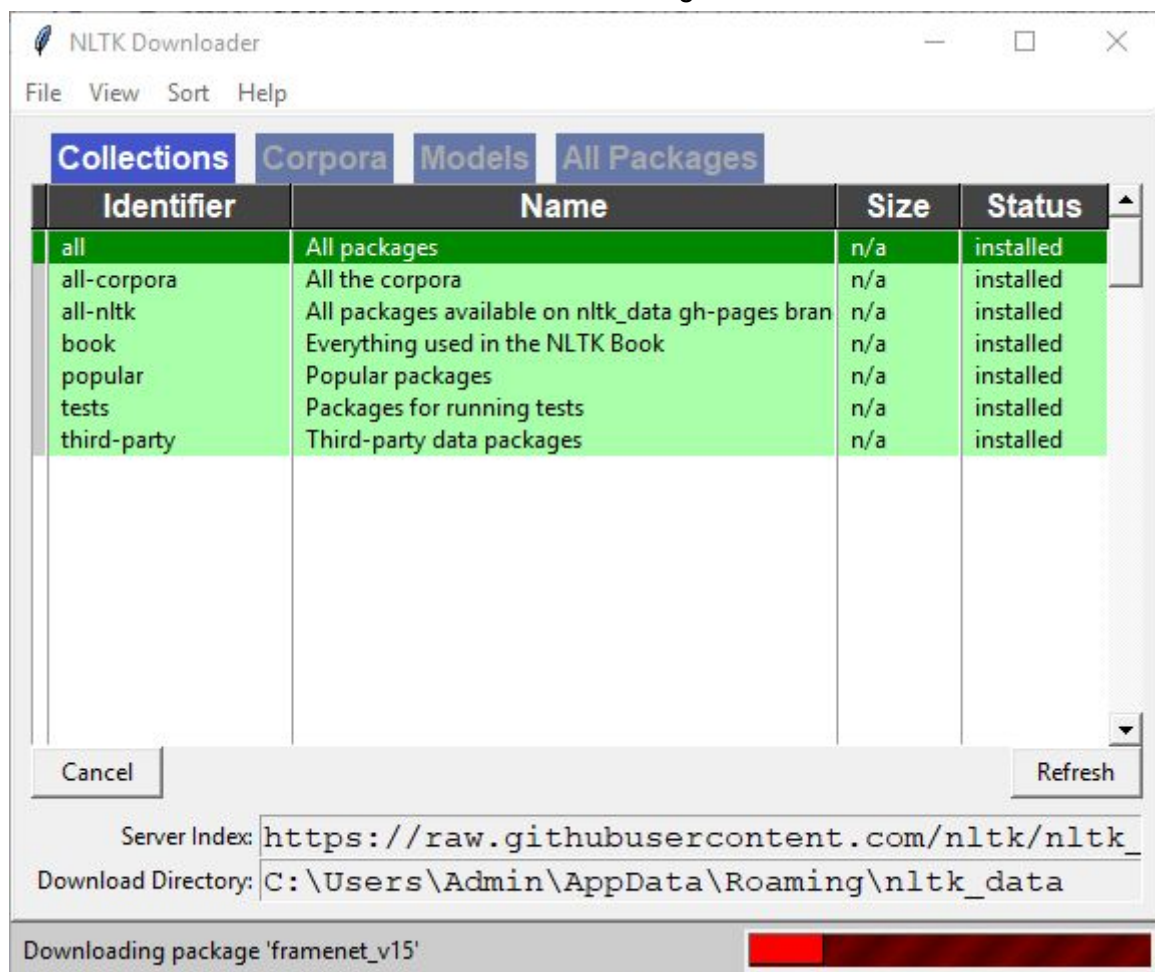 NLTK Downloader
File View Sort Help
Collections Corpora Models All Packages
Identifier Name Size Status
all All packages n/a installed
all-corpora All the corpora n/a installed
all-nltk All packages available on nltk_data gh-pages bran n/a installed
book Everything used in the NLTK Book n/a installed
popular Popular packages n/a installed
tests Packages for running tests n/a installed
third-party Third-party data packages n/a installed
Cancel Refresh
Server Index: https://raw.githubusercontent.com/nltk/nltk_
Download Directory: C:\Users\Admin\AppData\Roaming\nltk_data
Downloading package 'framenet_v15'